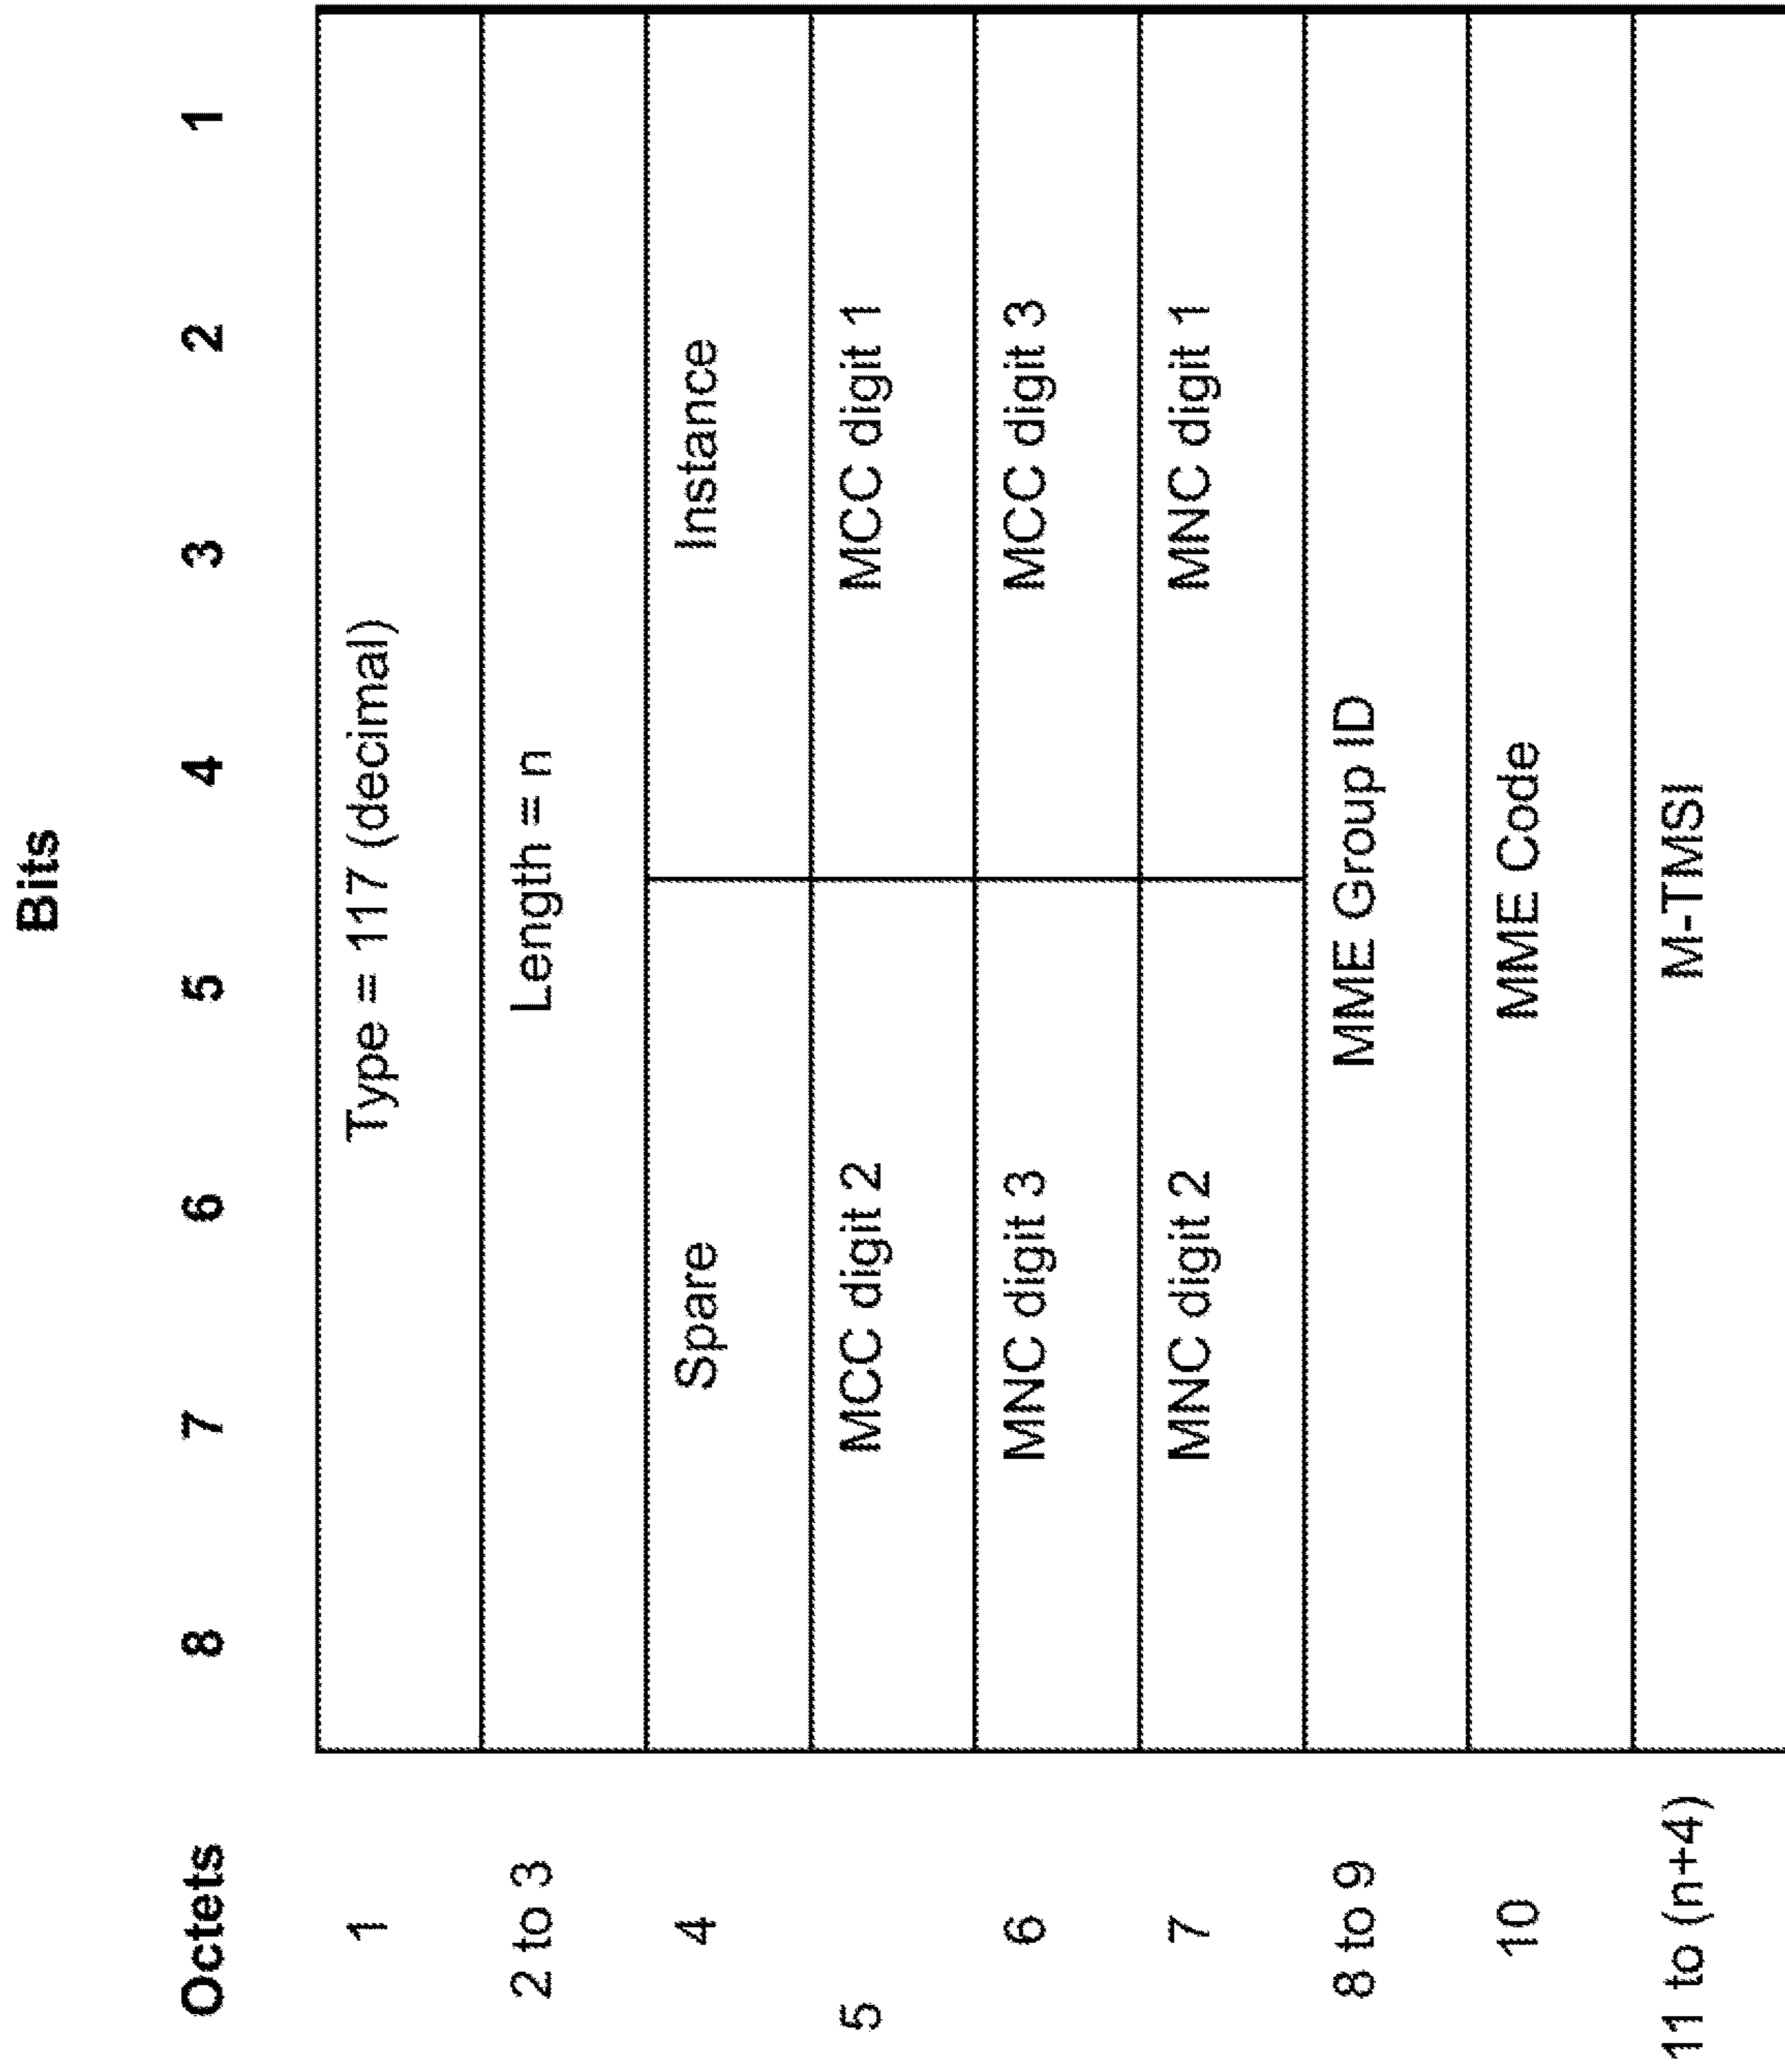 Bits
Octets 8 7 6 5 4 3 2 1
1 Type = 117 (decimal)
2 to 3 Length = n
4 Spare Instance
5 MCC digit 2 MCC digit 1
6 MNC digit 3 MCC digit 3
7 MNC digit 2 MNC digit 1
8 to 9 MME Group ID
10 MME Code
11 to (n+4) M-TMSI